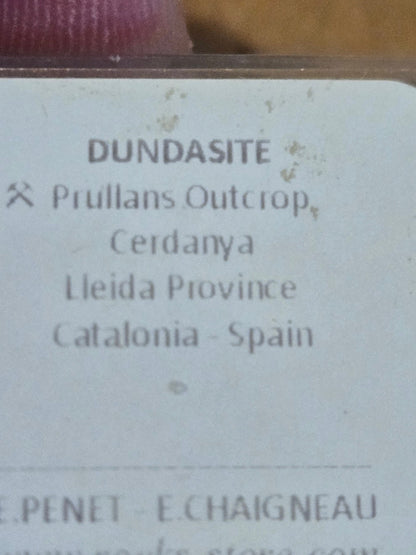 DUNDASITE
⚒ Prullans Outcrop,
Cerdanya
Lleida Province
Catalonia - Spain
E.PENET - E.CHAIGNEAU